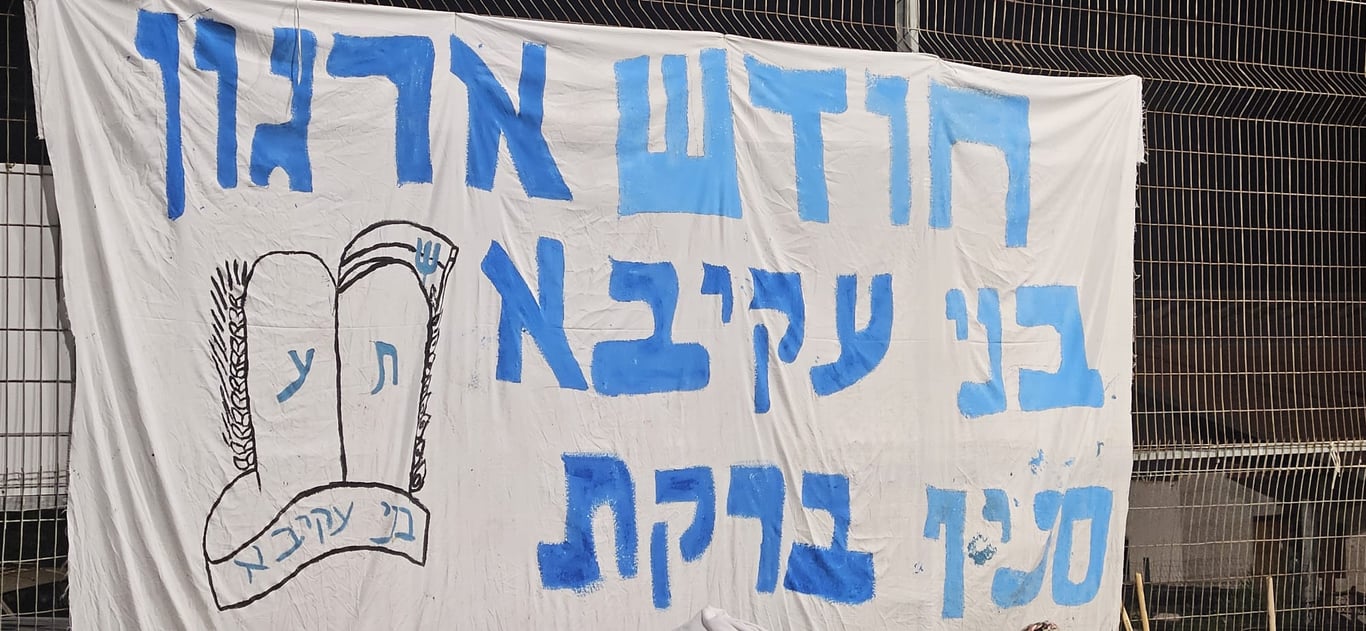 חודש ארגון
בני עקיבא
סניף ברקת
ש
ת ע
בני עקיבא